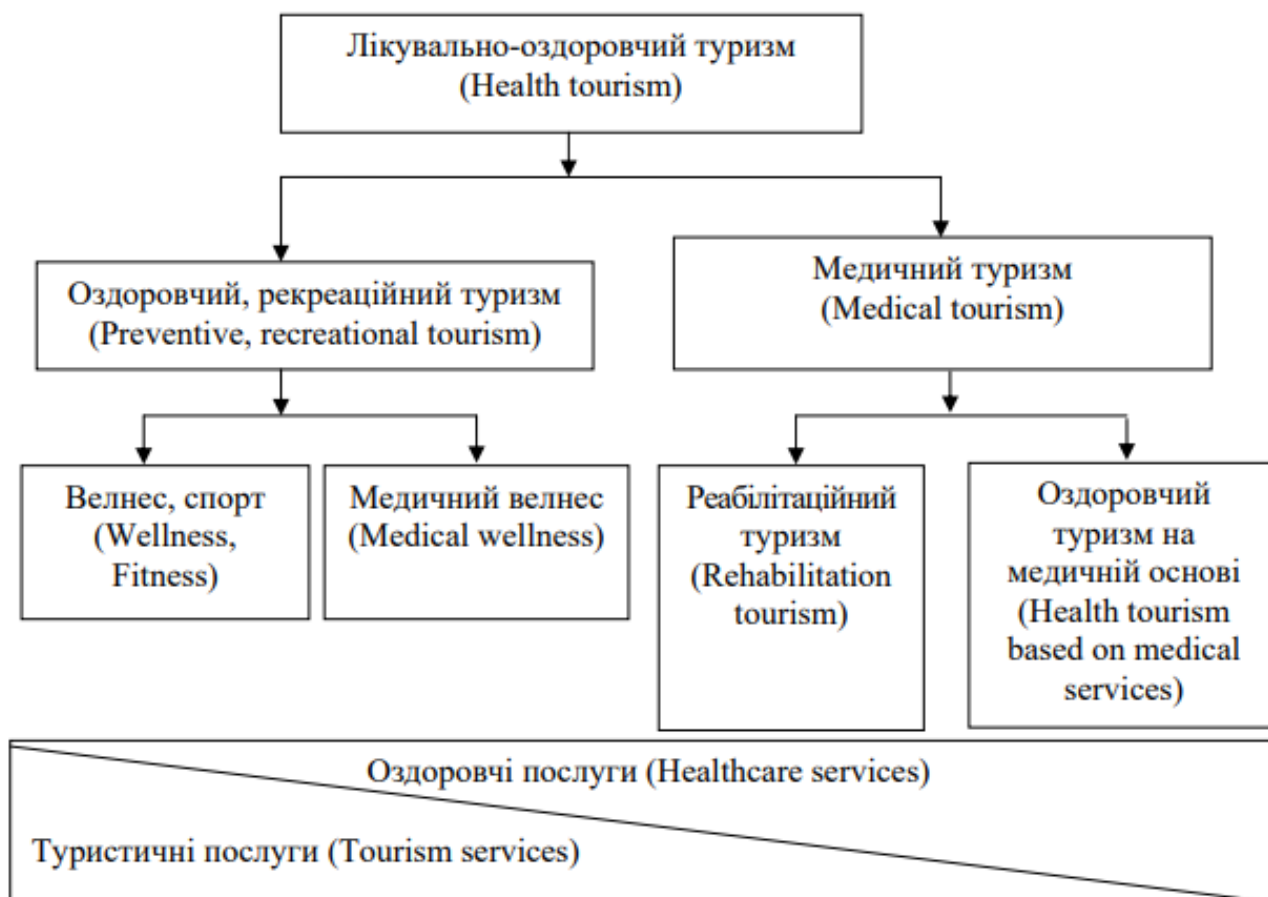 Лікувально-оздоровчий туризм
(Health tourism)
Оздоровчий, рекреаційний туризм
(Preventive, recreational tourism)
Медичний туризм
(Medical tourism)
Велнес, спорт
(Wellness,
Fitness)
Медичний велнес
(Medical wellness)
Реабілітаційний
туризм
(Rehabilitation
tourism)
Оздоровчий
туризм на
медичній основі
(Health tourism
based on medical
services)
Оздоровчі послуги (Healthcare services)
Туристичні послуги (Tourism services)